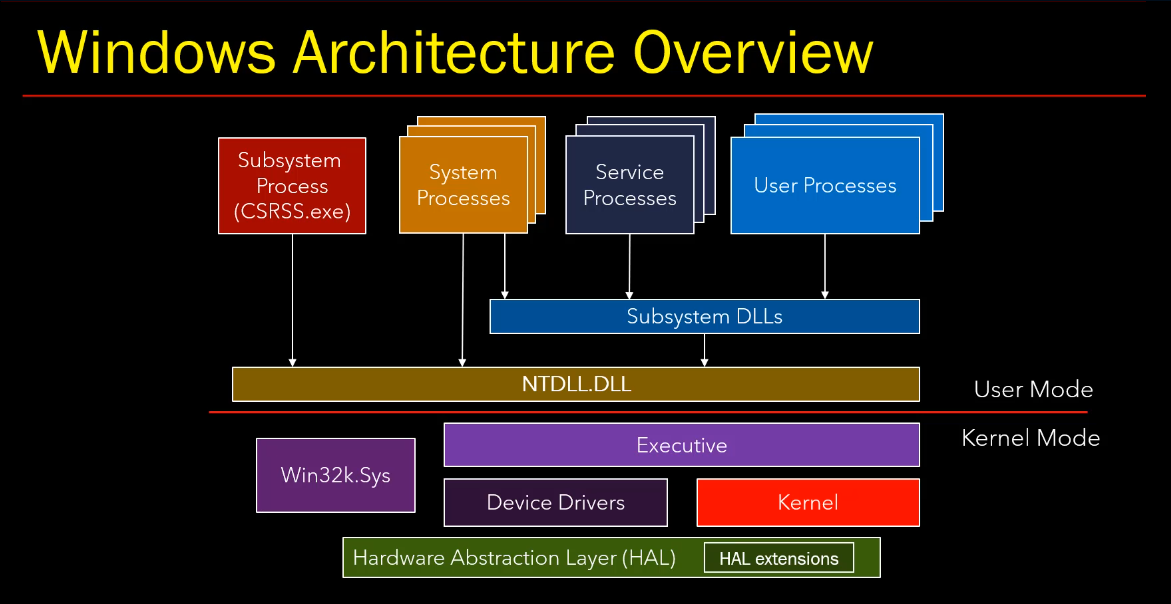 Windows Architecture Overview
Subsystem
Process
(CSRSS.exe)
System
Processes
Service
Processes
User Processes
Subsystem DLLs
NTDLL.DLL
User Mode
Kernel Mode
Executive
Win32k.Sys
Device Drivers
Kernel
Hardware Abstraction Layer (HAL)
HAL extensions